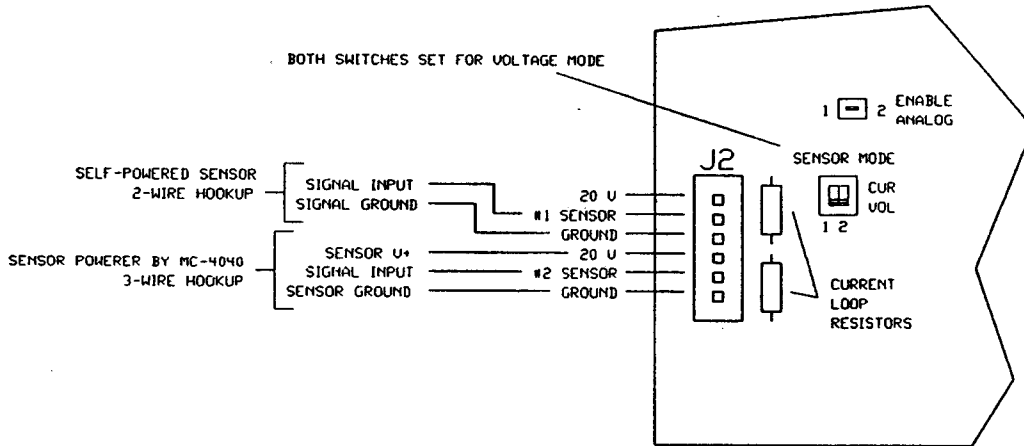 BOTH SWITCHES SET FOR VOLTAGE MODE
1 2 ENABLE
ANALOG
J2
SENSOR MODE
CUR
VOL
1 2
SELF-POWERED SENSOR
2-WIRE HOOKUP
SIGNAL INPUT
SIGNAL GROUND
20 V
#1 SENSOR
GROUND
SENSOR POWERER BY MC-4040
3-WIRE HOOKUP
SENSOR V+
SIGNAL INPUT
SENSOR GROUND
20 V
#2 SENSOR
GROUND
CURRENT
LOOP
RESISTORS